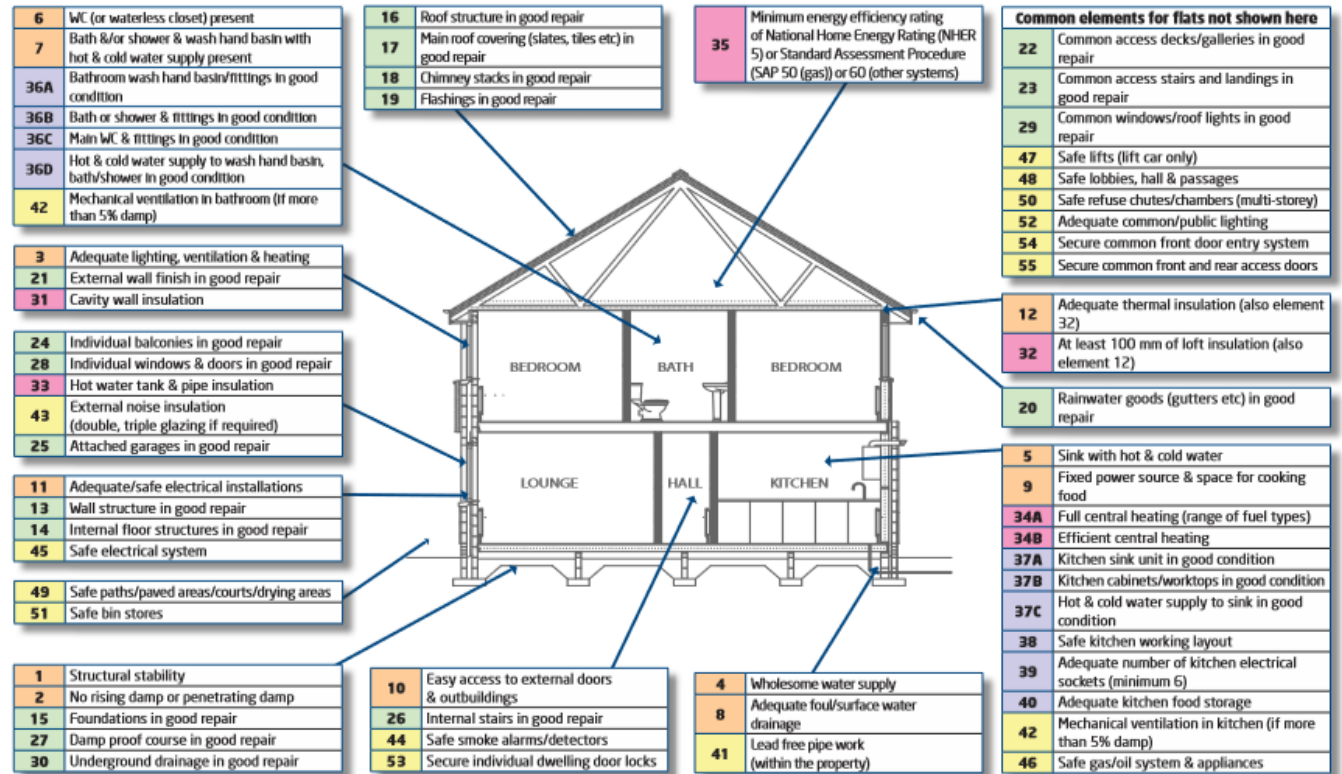 6 WC (or waterless closet) present
7 Bath &/or shower & wash hand basin with
hot & cold water supply present
36A Bathroom wash hand basin/fittings in good
condition
36B Bath or shower & fittings in good condition
36C Main WC & fittings in good condition
36D Hot & cold water supply to wash hand basin,
bath/shower in good condition
42 Mechanical ventilation in bathroom (if more
than 5% damp)
3 Adequate lighting, ventilation & heating
21 External wall finish in good repair
31 Cavity wall insulation
24 Individual balconies in good repair
28 Individual windows & doors in good repair
33 Hot water tank & pipe insulation
43 External noise insulation
(double, triple glazing if required)
25 Attached garages in good repair
11 Adequate/safe electrical installations
13 Wall structure in good repair
14 Internal floor structures in good repair
45 Safe electrical system
49 Safe paths/paved areas/courts/drying areas
51 Safe bin stores
1 Structural stability
2 No rising damp or penetrating damp
15 Foundations in good repair
27 Damp proof course in good repair
30 Underground drainage in good repair
16 Roof structure in good repair
17 Main roof covering (slates, tiles etc) in
good repair
18 Chimney stacks in good repair
19 Flashings in good repair
35 Minimum energy efficiency rating
of National Home Energy Rating (NHER
5) or Standard Assessment Procedure
(SAP 50 (gas)) or 60 (other systems)
BEDROOM
BATH
BEDROOM
LOUNGE
HALL
KITCHEN
10 Easy access to external doors
& outbuildings
26 Internal stairs in good repair
44 Safe smoke alarms/detectors
53 Secure individual dwelling door locks
4 Wholesome water supply
8 Adequate foul/surface water
drainage
41 Lead free pipe work
(within the property)
Common elements for flats not shown here
22 Common access decks/galleries in good
repair
23 Common access stairs and landings in
good repair
29 Common windows/roof lights in good
repair
47 Safe lifts (lift car only)
48 Safe lobbies, hall & passages
50 Safe refuse chutes/chambers (multi-storey)
52 Adequate common/public lighting
54 Secure common front door entry system
55 Secure common front and rear access doors
12 Adequate thermal insulation (also element
32)
32 At least 100 mm of loft insulation (also
element 12)
20 Rainwater goods (gutters etc) in good
repair
5 Sink with hot & cold water
9 Fixed power source & space for cooking
food
34A Full central heating (range of fuel types)
34B Efficient central heating
37A Kitchen sink unit in good condition
37B Kitchen cabinets/worktops in good condition
37C Hot & cold water supply to sink in good
condition
38 Safe kitchen working layout
39 Adequate number of kitchen electrical
sockets (minimum 6)
40 Adequate kitchen food storage
42 Mechanical ventilation in kitchen (if more
than 5% damp)
46 Safe gas/oil system & appliances